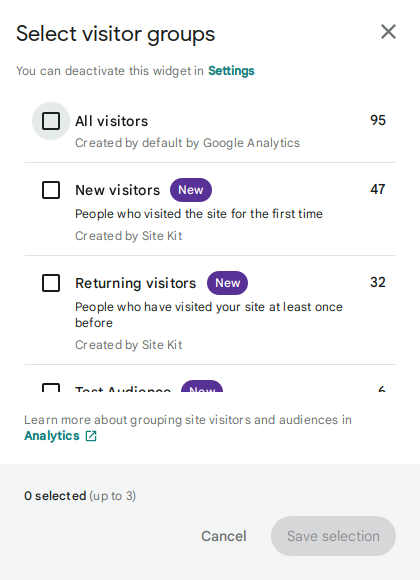 Select visitor groups
You can deactivate this widget in Settings
All visitors 95
Created by default by Google Analytics
New visitors New 47
People who visited the site for the first time
Created by Site Kit
Returning visitors New 32
People who have visited your site at least once
before
Created by Site Kit
Test Audience New 6
Learn more about grouping site visitors and audiences in
Analytics
0 selected (up to 3)
Cancel Save selection